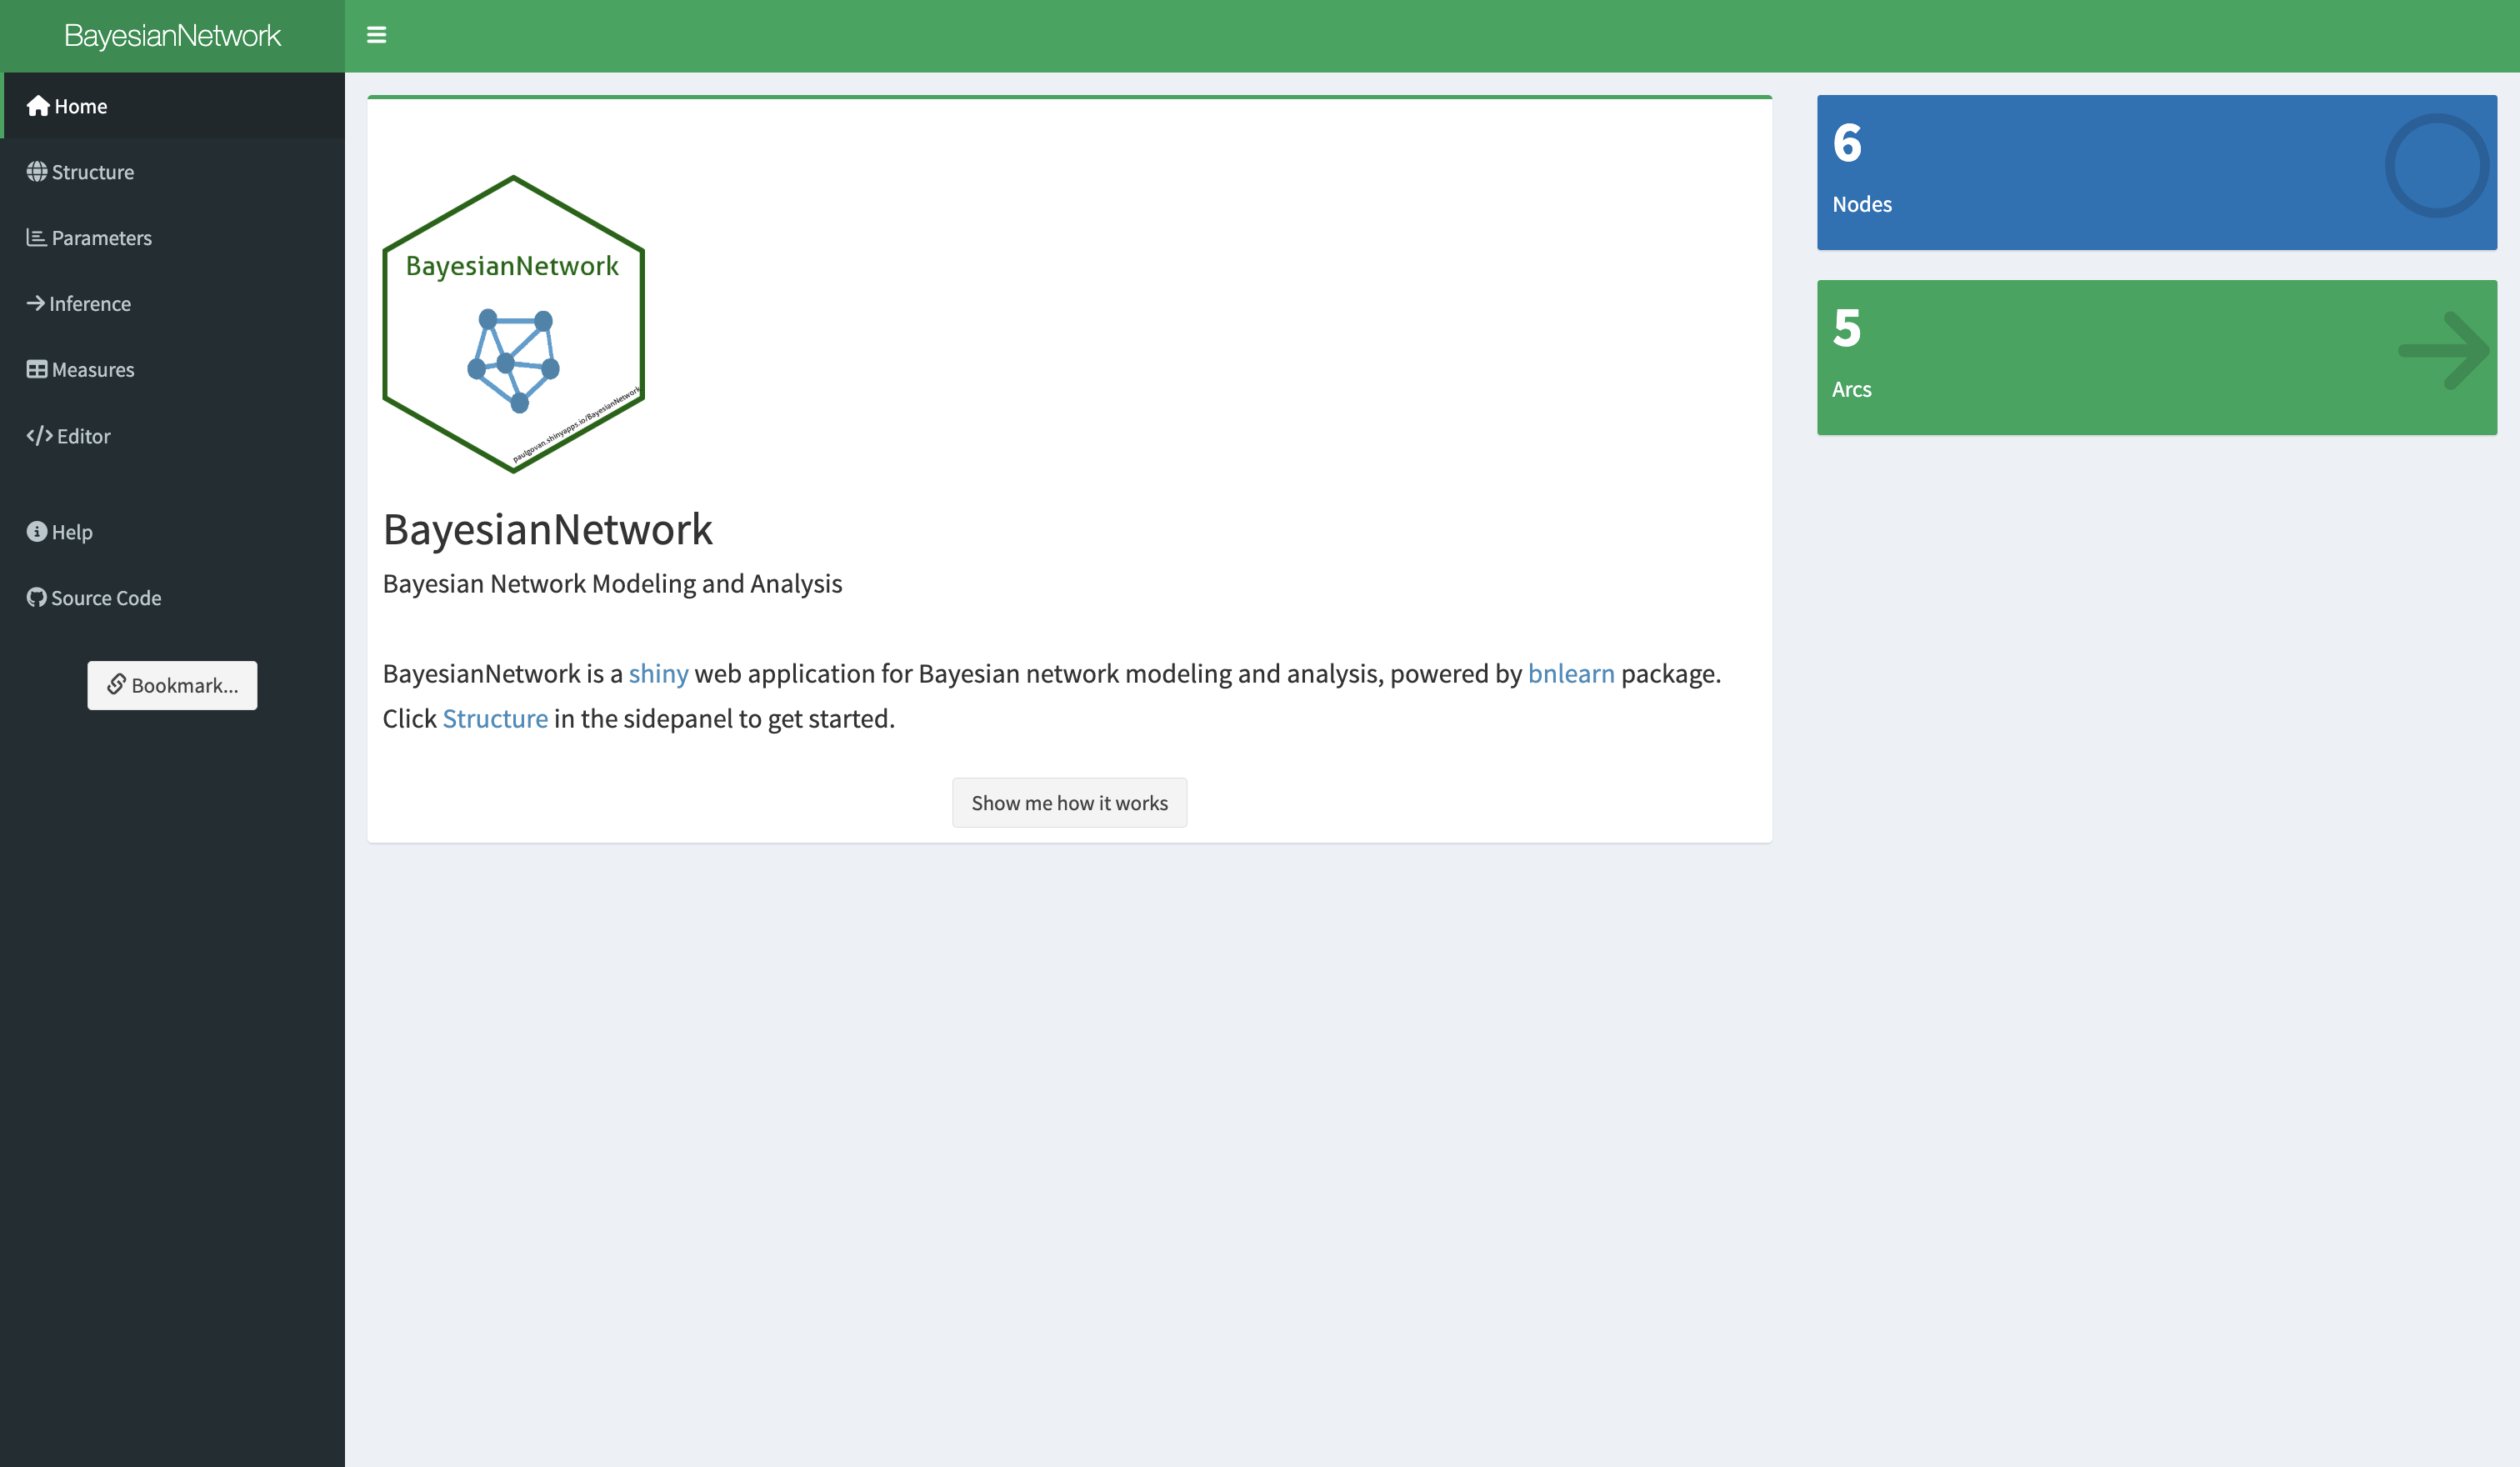 BayesianNetwork
Home
Structure
Parameters
Inference
Measures
Editor
Help
Source Code
Bookmark...
BayesianNetwork
paulgovan.shinyapps.io/BayesianNetwork
BayesianNetwork
Bayesian Network Modeling and Analysis
BayesianNetwork is a shiny web application for Bayesian network modeling and analysis, powered by bnlearn package.
Click Structure in the sidepanel to get started.
Show me how it works
6
Nodes
5
Arcs